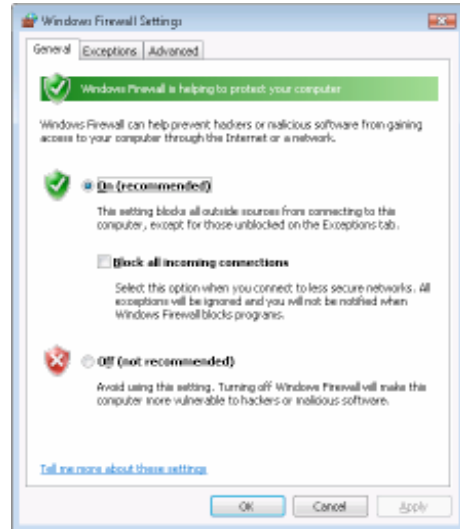 Windows Firewall Settings
General Exceptions Advanced
Windows Firewall is helping to protect your computer
Windows Firewall can help prevent hackers or malicious software from gaining
access to your computer through the Internet or a network.
On (recommended)
This setting blocks all outside sources from connecting to this
computer, except for those unblocked on the Exceptions tab.
Block all incoming connections
Select this option when you connect to less secure networks. All
exceptions will be ignored and you will not be notified when
Windows Firewall blocks programs.
Off (not recommended)
Avoid using this setting. Turning off Windows Firewall will make this
computer more vulnerable to hackers or malicious software.
Tell me more about these settings
OK Cancel Apply